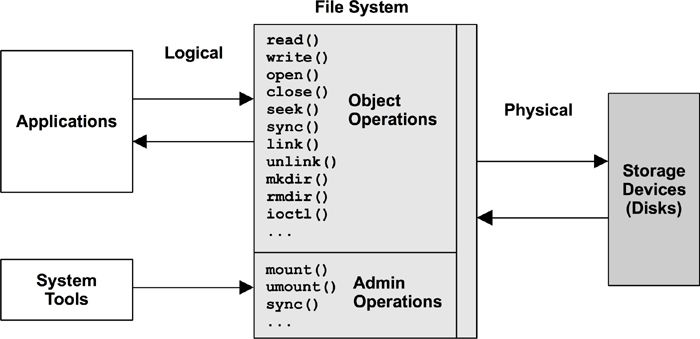 File System
Logical
Applications
read()
write()
open()
close()
seek()
sync()
link()
unlink()
mkdir()
rmdir()
ioctl()
...
Object
Operations
Physical
Storage
Devices
(Disks)
System
Tools
mount()
umount()
sync()
...
Admin
Operations